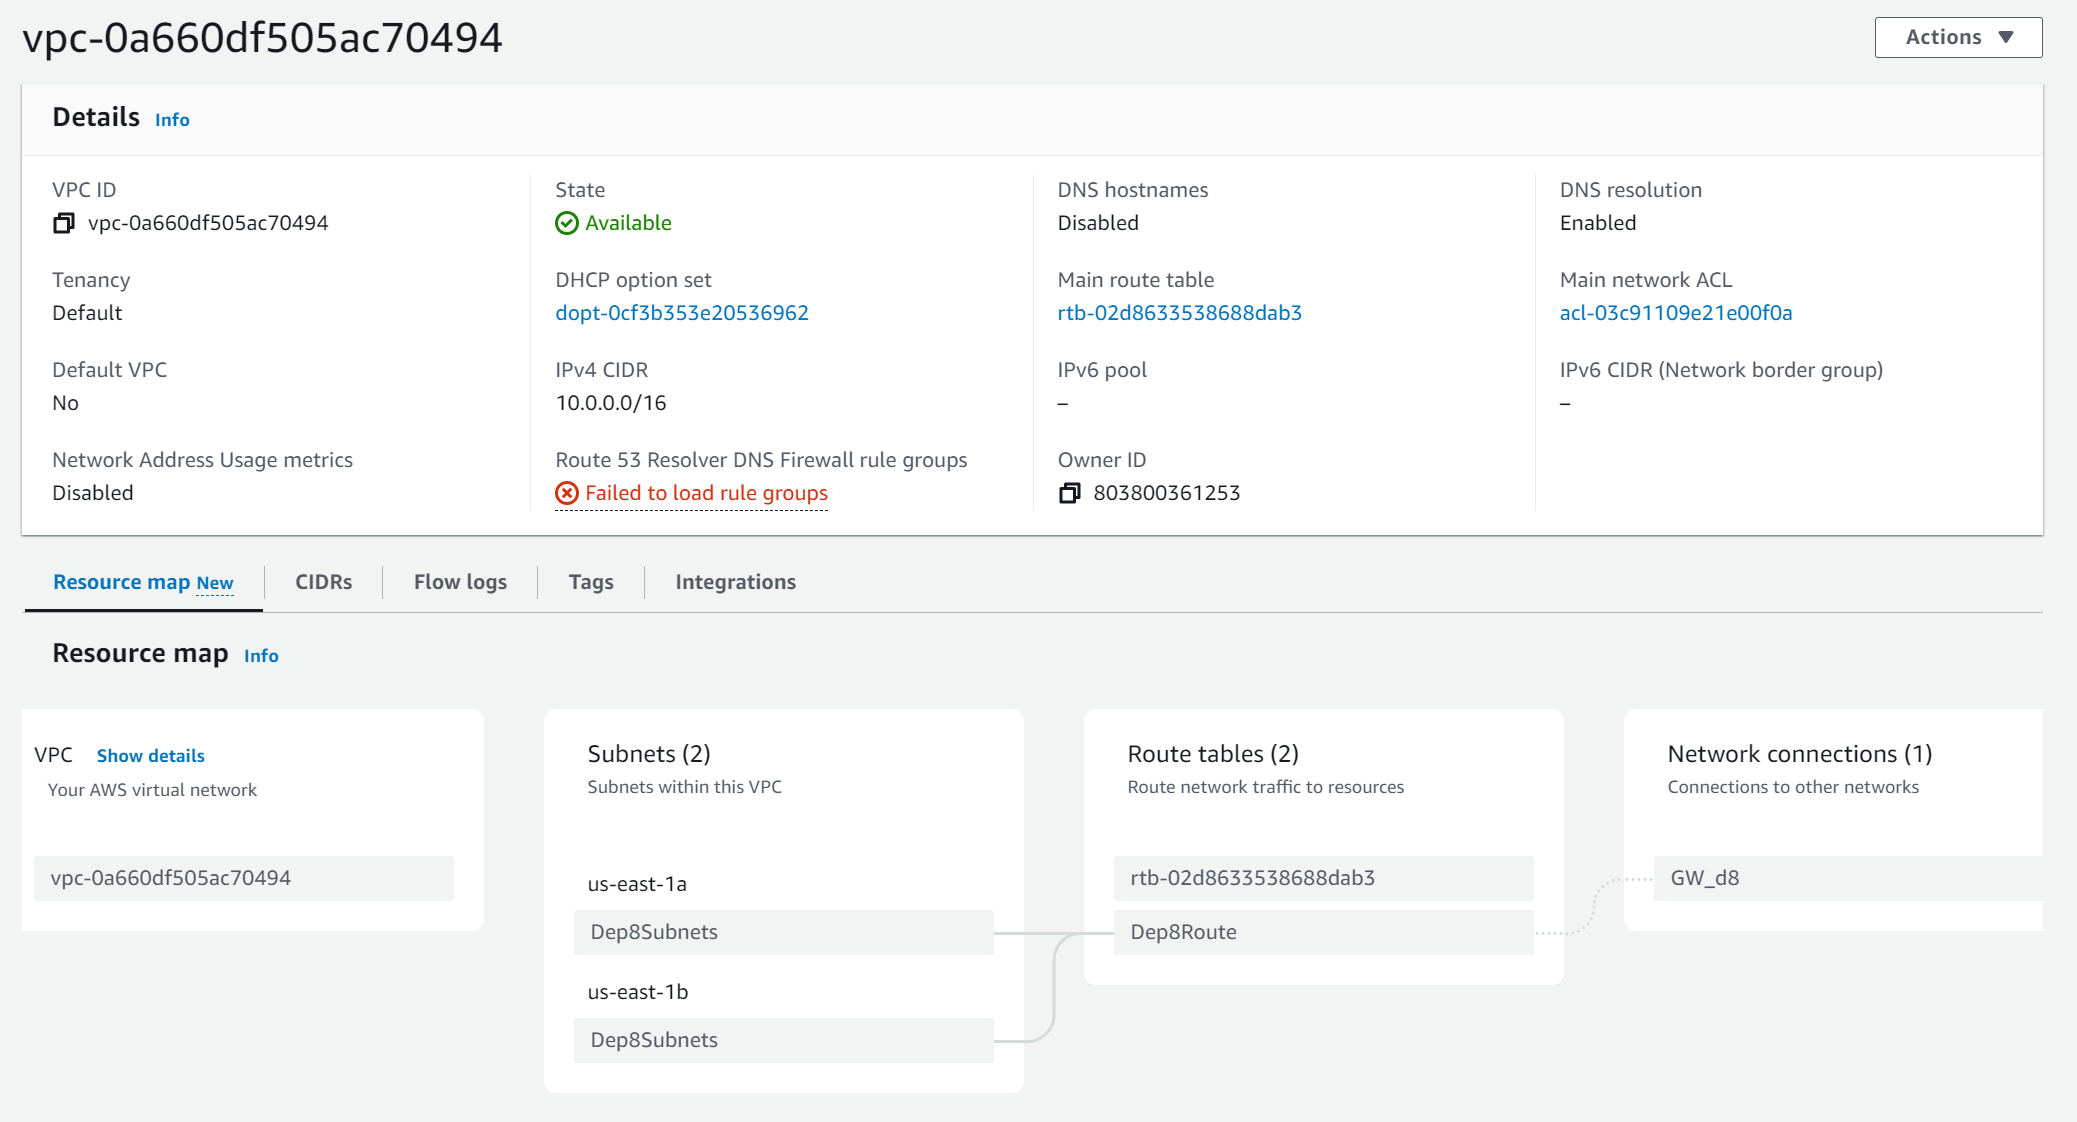 vpc-0a660df505ac70494
Actions
Details Info
VPC ID
vpc-0a660df505ac70494
State
Available
DNS hostnames
Disabled
DNS resolution
Enabled
Tenancy
Default
DHCP option set
dopt-0cf3b353e20536962
Main route table
rtb-02d8633538688dab3
Main network ACL
acl-03c91109e21e00f0a
Default VPC
No
IPv4 CIDR
10.0.0.0/16
IPv6 pool
–
IPv6 CIDR (Network border group)
–
Network Address Usage metrics
Disabled
Route 53 Resolver DNS Firewall rule groups
Failed to load rule groups
Owner ID
803800361253
Resource map New
CIDRs
Flow logs
Tags
Integrations
Resource map Info
VPC Show details
Your AWS virtual network
vpc-0a660df505ac70494
Subnets (2)
Subnets within this VPC
us-east-1a
Dep8Subnets
us-east-1b
Dep8Subnets
Route tables (2)
Route network traffic to resources
rtb-02d8633538688dab3
Dep8Route
Network connections (1)
Connections to other networks
GW_d8